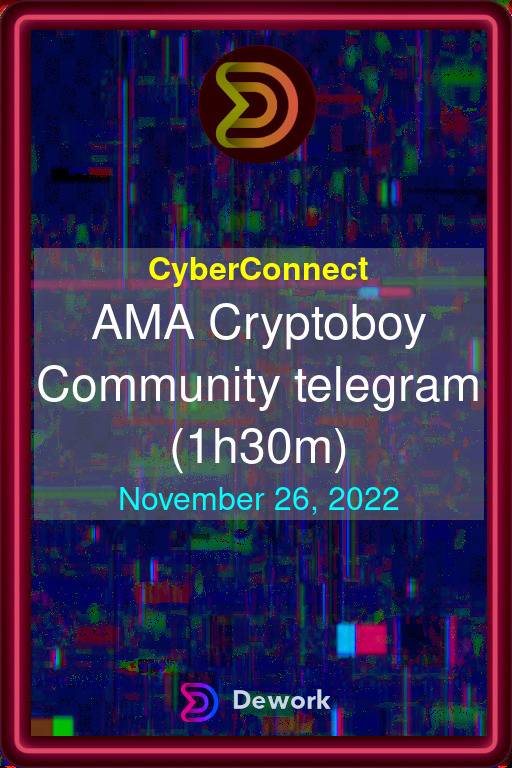 CyberConnect
AMA Cryptoboy
Community telegram
(1h30m)
November 26, 2022
Dework